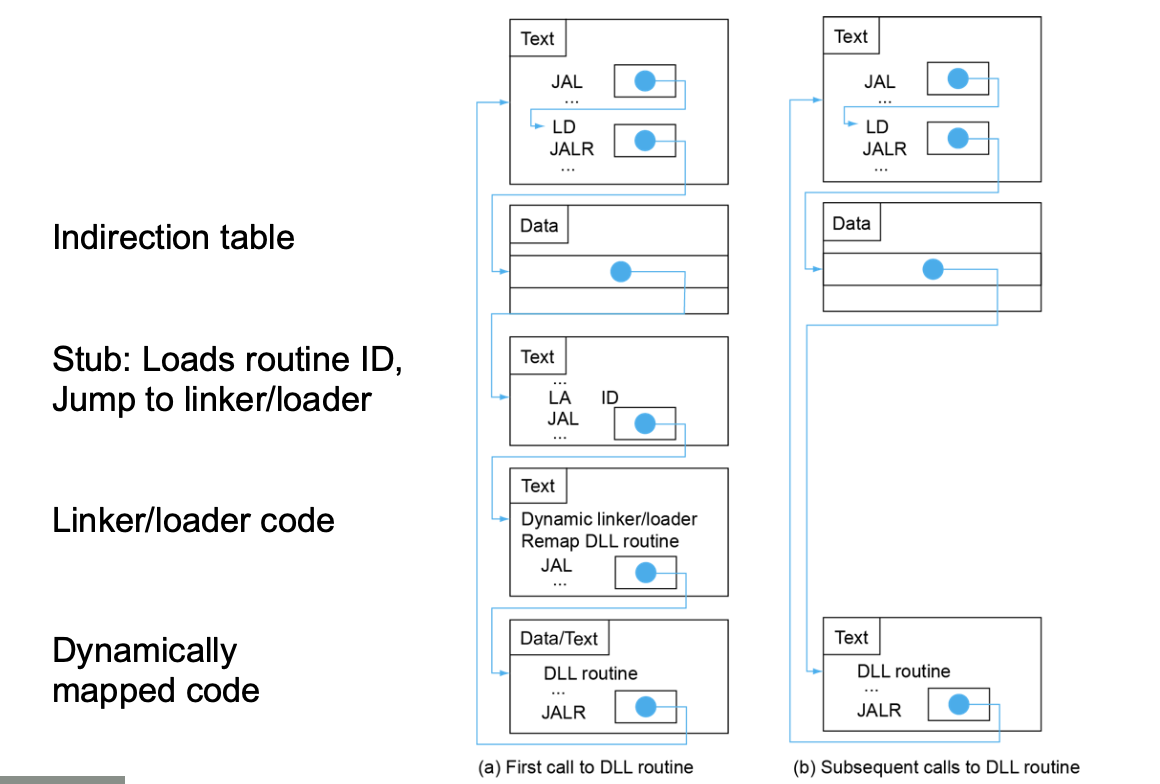 Text
JAL
...
LD
JALR
...
Text
JAL
...
LD
JALR
...
Indirection table
Data
Data
Stub: Loads routine ID,
Jump to linker/loader
Text
...
LA ID
JAL
...
Linker/loader code
Text
Dynamic linker/loader
Remap DLL routine
JAL
...
Dynamically
mapped code
Data/Text
DLL routine
...
JALR
Text
DLL routine
...
JALR
(a) First call to DLL routine
(b) Subsequent calls to DLL routine